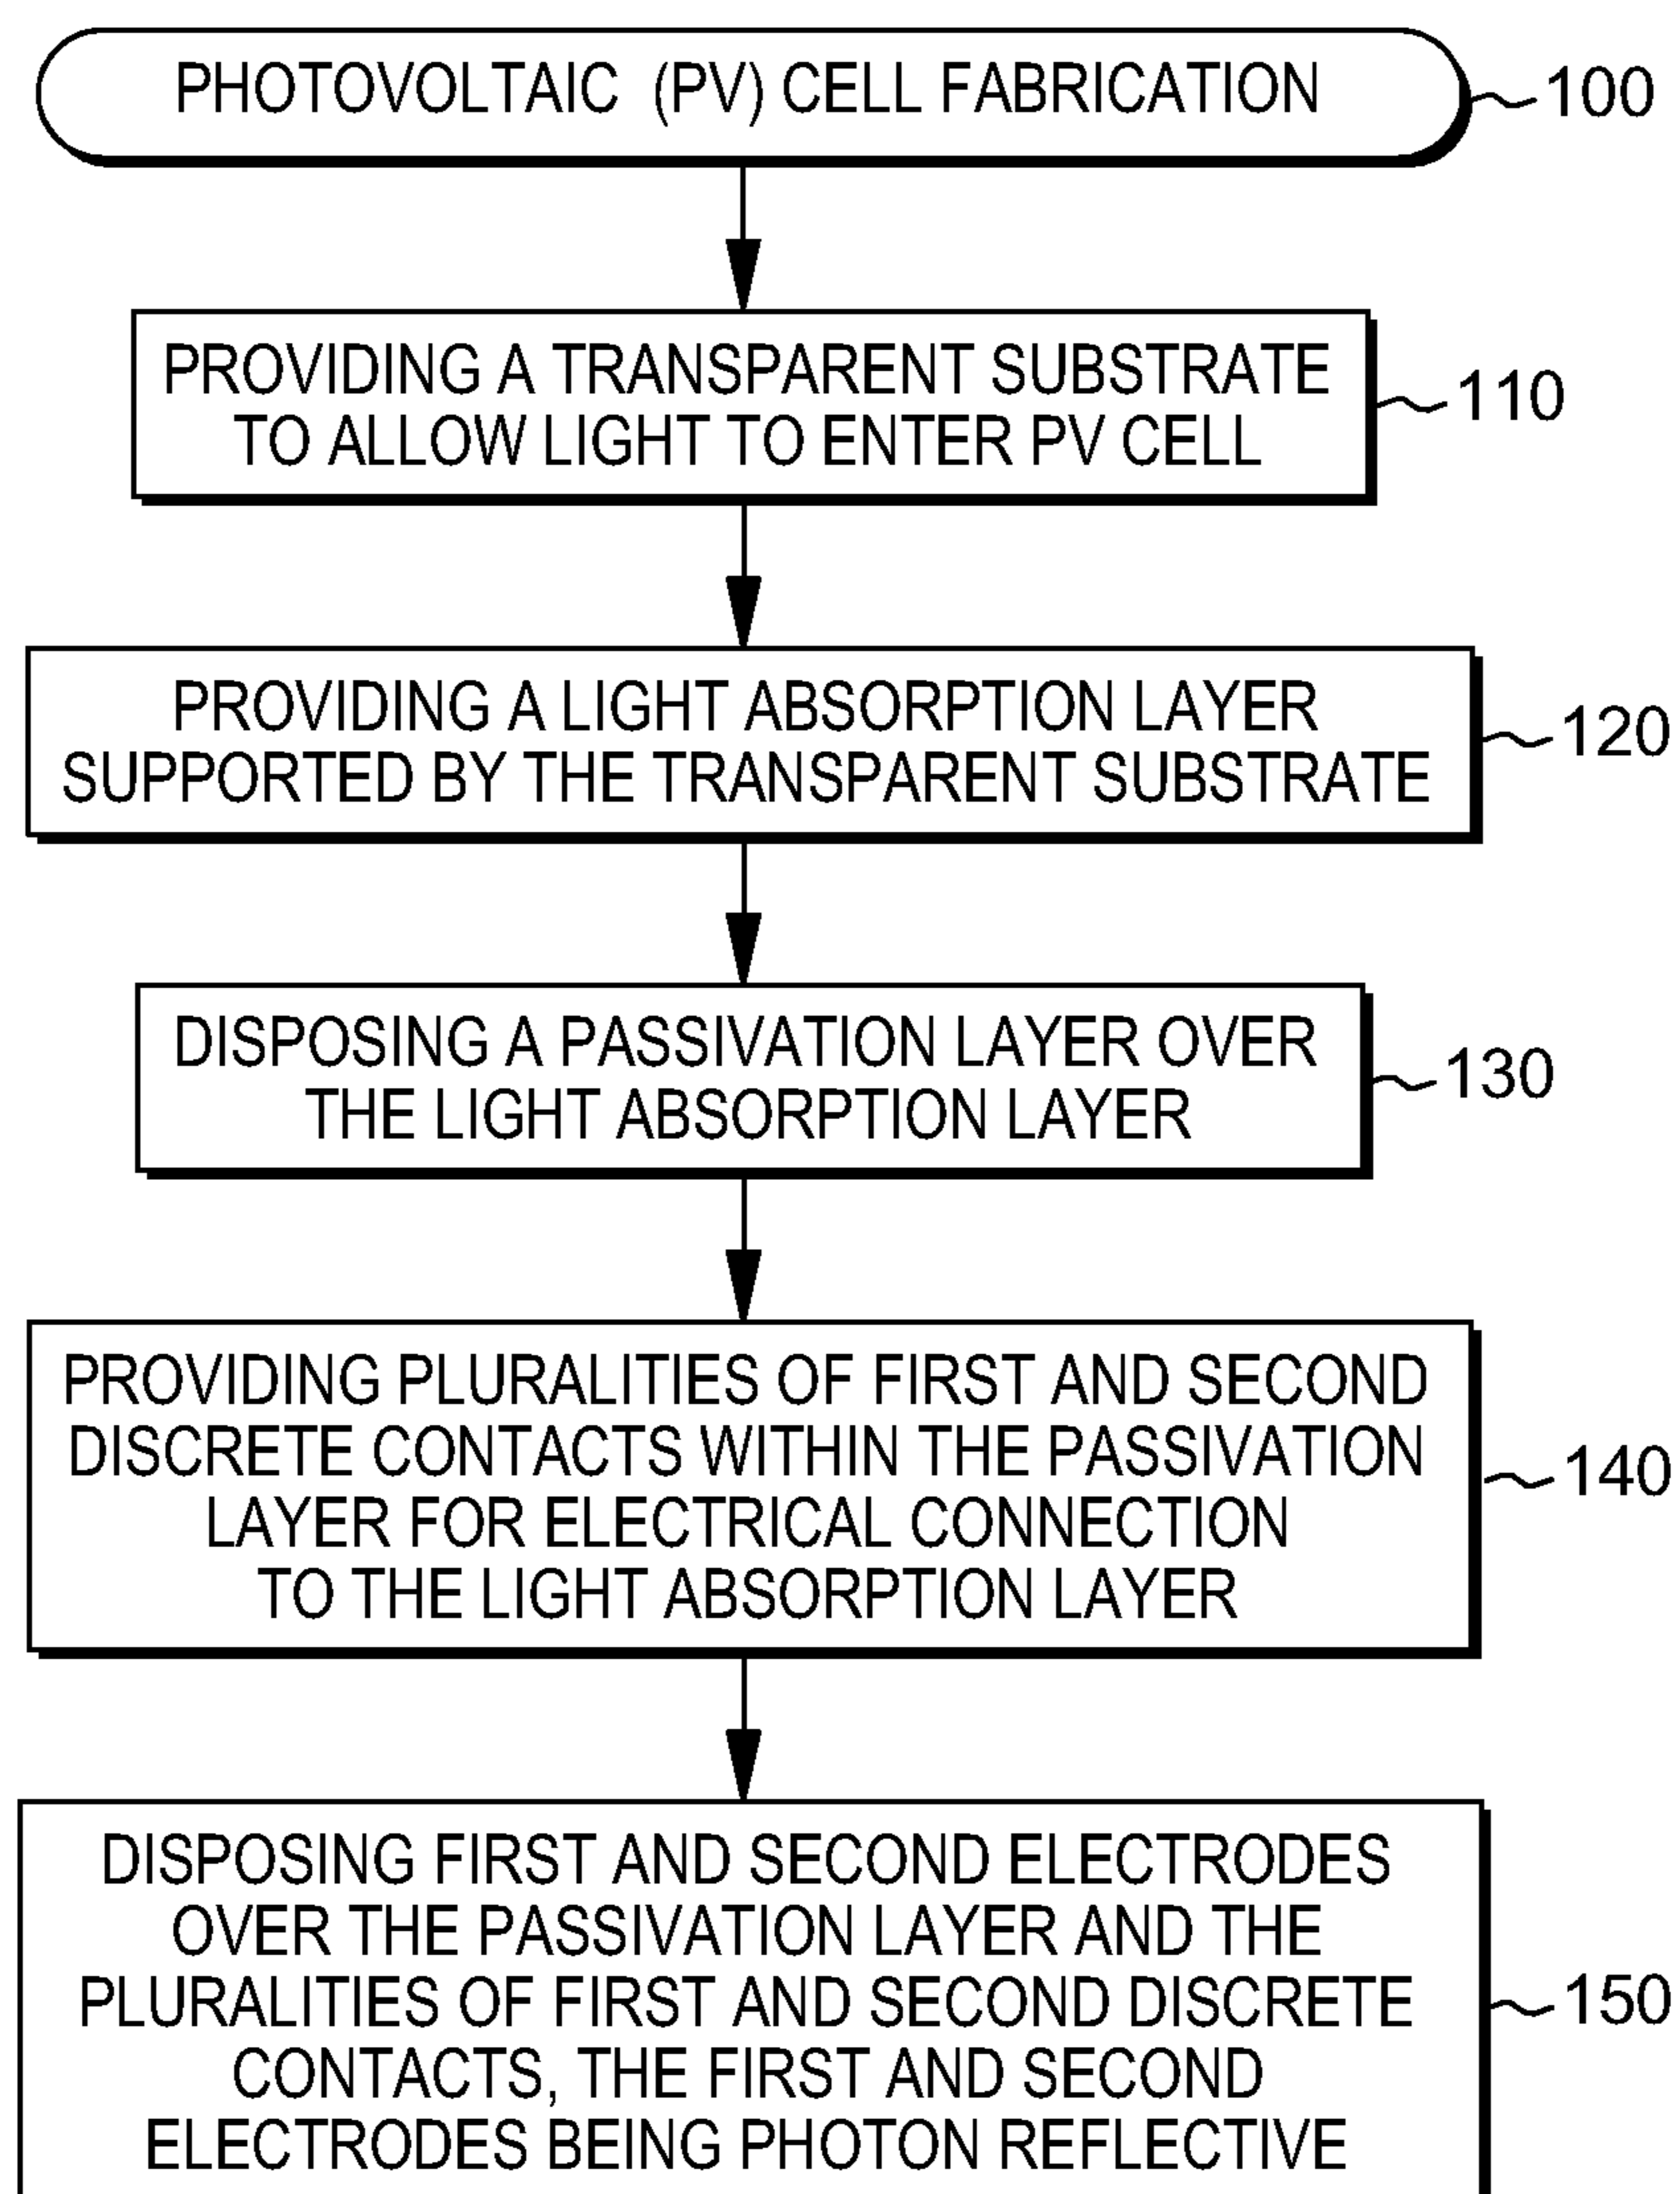 PHOTOVOLTAIC (PV) CELL FABRICATION
100
PROVIDING A TRANSPARENT SUBSTRATE
TO ALLOW LIGHT TO ENTER PV CELL
110
PROVIDING A LIGHT ABSORPTION LAYER
SUPPORTED BY THE TRANSPARENT SUBSTRATE
120
DISPOSING A PASSIVATION LAYER OVER
THE LIGHT ABSORPTION LAYER
130
PROVIDING PLURALITIES OF FIRST AND SECOND
DISCRETE CONTACTS WITHIN THE PASSIVATION
LAYER FOR ELECTRICAL CONNECTION
TO THE LIGHT ABSORPTION LAYER
140
DISPOSING FIRST AND SECOND ELECTRODES
OVER THE PASSIVATION LAYER AND THE
PLURALITIES OF FIRST AND SECOND DISCRETE
CONTACTS, THE FIRST AND SECOND
ELECTRODES BEING PHOTON REFLECTIVE
150